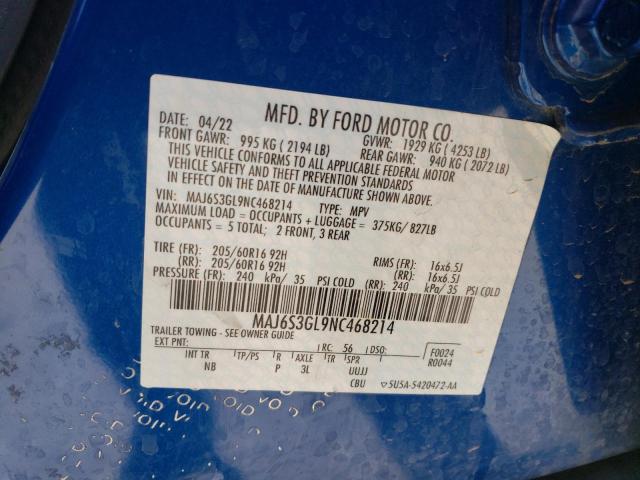 MFD. BY FORD MOTOR CO.
DATE: 04/22 GVWR: 1929 KG ( 4253 LB)
FRONT GAWR: 995 KG ( 2194 LB) REAR GAWR: 940 KG ( 2072 LB)
THIS VEHICLE CONFORMS TO ALL APPLICABLE FEDERAL MOTOR
VEHICLE SAFETY AND THEFT PREVENTION STANDARDS
IN EFFECT ON THE DATE OF MANUFACTURE SHOWN ABOVE.
VIN: MAJ6S3GL9NC468214 TYPE: MPV
MAXIMUM LOAD = OCCUPANTS + LUGGAGE = 375KG/ 827LB
OCCUPANTS = 5 TOTAL; 2 FRONT, 3 REAR
TIRE (FR): 205/60R16 92H RIMS (FR): 16x6.5J
(RR): 205/60R16 92H (RR): 16x6.5J
PRESSURE (FR): 240 kPa/ 35 PSI COLD (RR): 240 kPa/ 35 PSI COLD
MAJ6S3GL9NC468214
TRAILER TOWING - SEE OWNER GUIDE
EXT PNT: RC: 56 DSO: F0024
R0044
INT TR TP/PS R AXLE TR SPR
NB P 3L UUJJ
CBU SU5A-5420472-AA